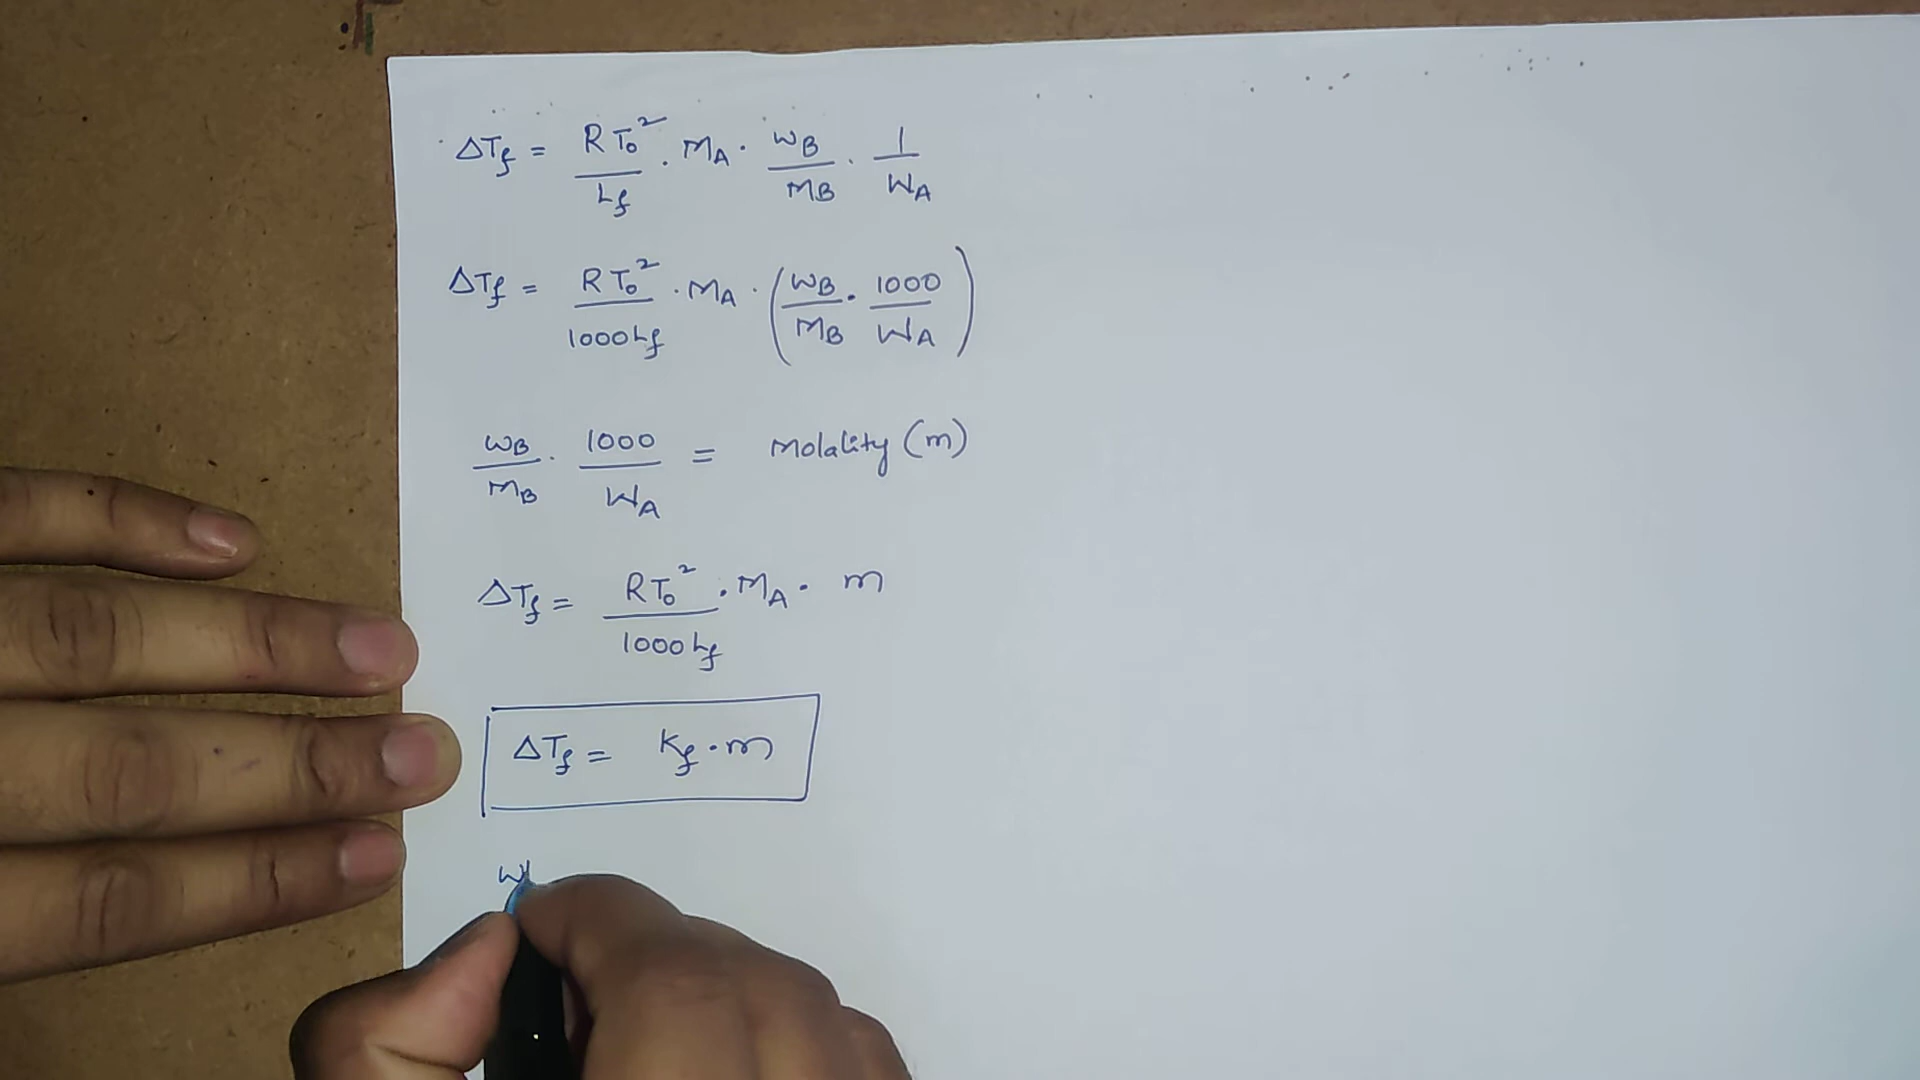 ΔTf = RT₀² / Lf · MA · WB / MB · 1 / WA
ΔTf = RT₀² / 1000Lf · MA · (WB / MB · 1000 / WA)
WB / MB · 1000 / WA = Molality (m)
ΔTf = RT₀² / 1000Lf · MA · m
ΔTf = Kf · m